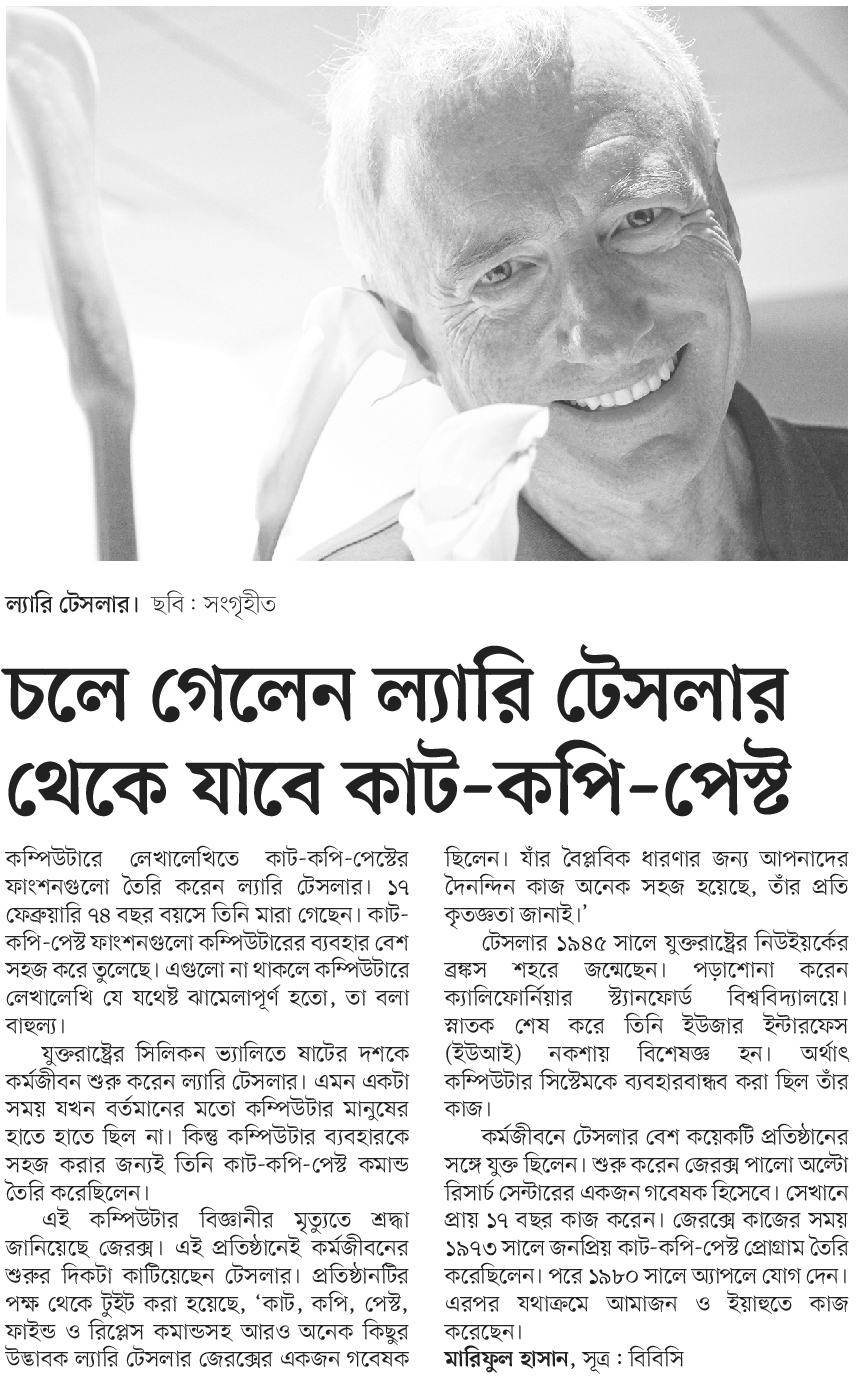 ল্যারি টেসলার। ছবি : সংগৃহীত
চলে গেলেন ল্যারি টেসলার
থেকে যাবে কাট-কপি-পেস্ট
কম্পিউটারে লেখালেখিতে কাট-কপি-পেস্টের
ফাংশনগুলো তৈরি করেন ল্যারি টেসলার। ১৭
ফেব্রুয়ারি ৭৪ বছর বয়সে তিনি মারা গেছেন। কাট-
কপি-পেস্ট ফাংশনগুলো কম্পিউটারের ব্যবহার বেশ
সহজ করে তুলেছে। এগুলো না থাকলে কম্পিউটারে
লেখালেখি যে যথেষ্ট ঝামেলাপূর্ণ হতো, তা বলা
বাহুল্য।
যুক্তরাষ্ট্রের সিলিকন ভ্যালিতে ষাটের দশকে
কর্মজীবন শুরু করেন ল্যারি টেসলার। এমন একটা
সময় যখন বর্তমানের মতো কম্পিউটার মানুষের
হাতে হাতে ছিল না। কিন্তু কম্পিউটার ব্যবহারকে
সহজ করার জন্যই তিনি কাট-কপি-পেস্ট কমান্ড
তৈরি করেছিলেন।
এই কম্পিউটার বিজ্ঞানীর মৃত্যুতে শ্রদ্ধা
জানিয়েছে জেরক্স। এই প্রতিষ্ঠানেই কর্মজীবনের
শুরুর দিকটা কাটিয়েছেন টেসলার। প্রতিষ্ঠানটির
পক্ষ থেকে টুইট করা হয়েছে, ‘কাট, কপি, পেস্ট,
ফাইন্ড ও রিপ্লেস কমান্ডসহ আরও অনেক কিছুর
উদ্ভাবক ল্যারি টেসলার জেরক্সের একজন গবেষক
ছিলেন। যাঁর বৈপ্লবিক ধারণার জন্য আপনাদের
দৈনন্দিন কাজ অনেক সহজ হয়েছে, তাঁর প্রতি
কৃতজ্ঞতা জানাই।’
টেসলার ১৯৪৫ সালে যুক্তরাষ্ট্রের নিউইয়র্কের
ব্রঙ্কস শহরে জন্মেছেন। পড়াশোনা করেন
ক্যালিফোর্নিয়ার স্ট্যানফোর্ড বিশ্ববিদ্যালয়ে।
স্নাতক শেষ করে তিনি ইউজার ইন্টারফেস
(ইউআই) নকশায় বিশেষজ্ঞ হন। অর্থাৎ
কম্পিউটার সিস্টেমকে ব্যবহারবান্ধব করা ছিল তাঁর
কাজ।
কর্মজীবনে টেসলার বেশ কয়েকটি প্রতিষ্ঠানের
সঙ্গে যুক্ত ছিলেন। শুরু করেন জেরক্স পালো অল্টো
রিসার্চ সেন্টারের একজন গবেষক হিসেবে। সেখানে
প্রায় ১৭ বছর কাজ করেন। জেরক্সে কাজের সময়
১৯৭৩ সালে জনপ্রিয় কাট-কপি-পেস্ট প্রোগ্রাম তৈরি
করেছিলেন। পরে ১৯৮০ সালে অ্যাপলে যোগ দেন।
এরপর যথাক্রমে আমাজন ও ইয়াহুতে কাজ
করেছেন।
মারিফুল হাসান, সূত্র : বিবিসি